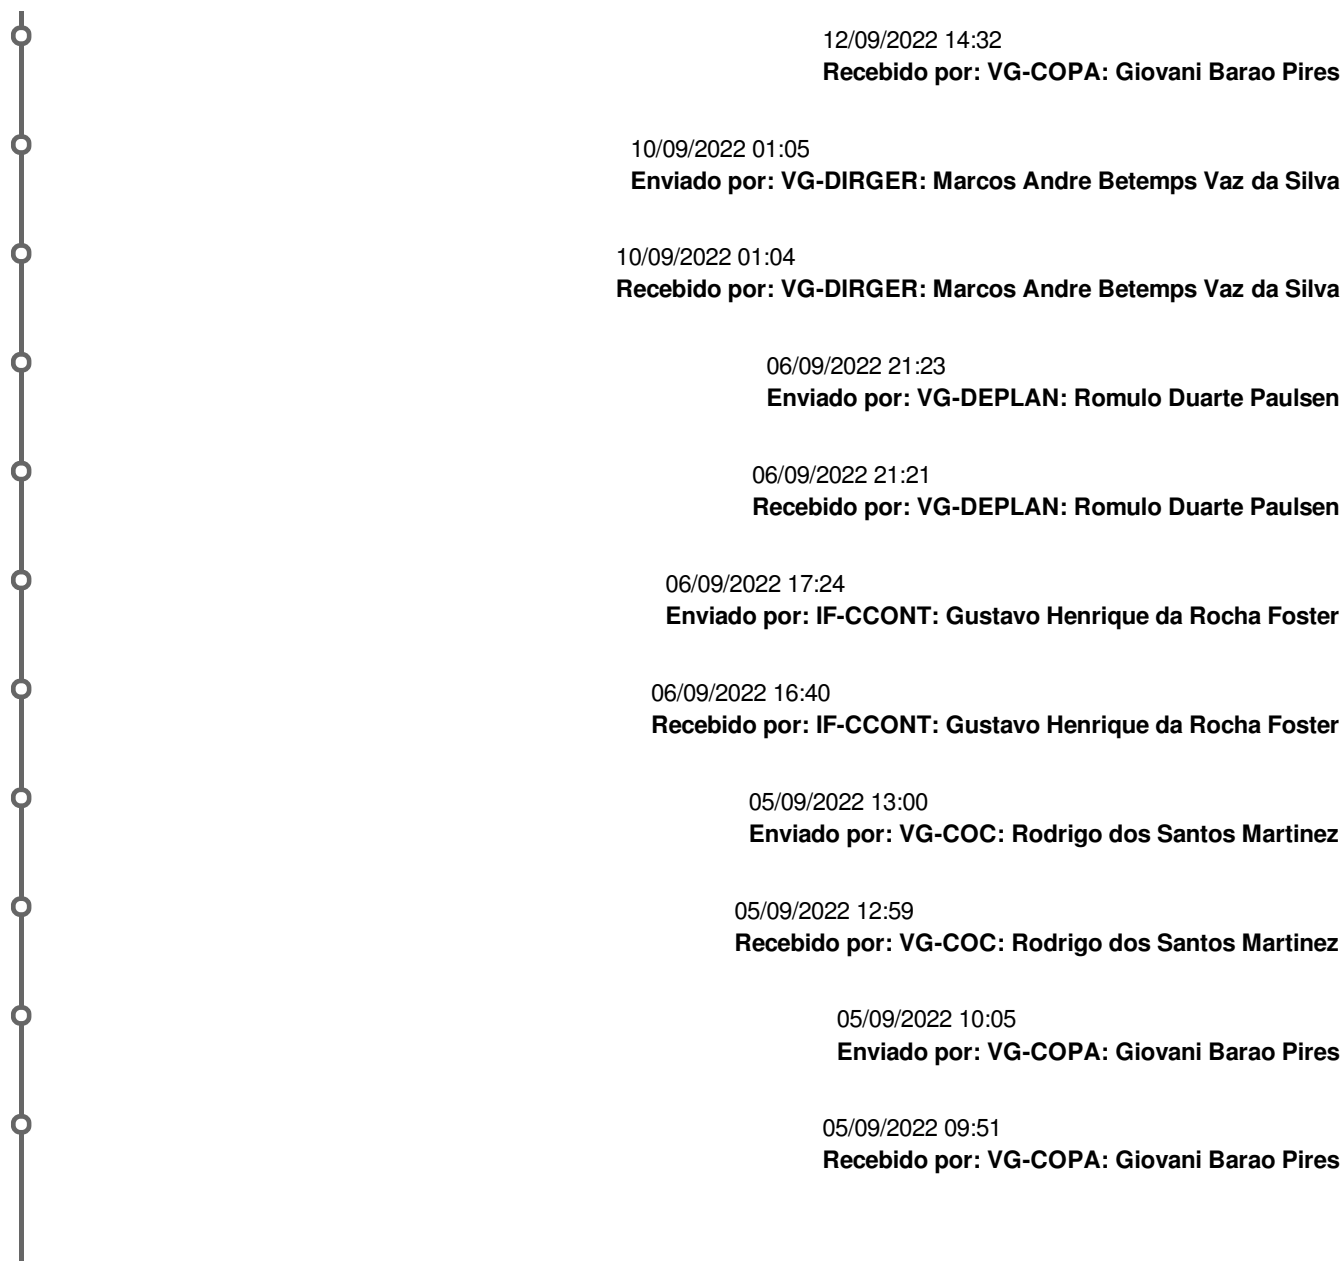 12/09/2022 14:32
Recebido por: VG-COPA: Giovani Barao Pires
10/09/2022 01:05
Enviado por: VG-DIRGER: Marcos Andre Betemps Vaz da Silva
10/09/2022 01:04
Recebido por: VG-DIRGER: Marcos Andre Betemps Vaz da Silva
06/09/2022 21:23
Enviado por: VG-DEPLAN: Romulo Duarte Paulsen
06/09/2022 21:21
Recebido por: VG-DEPLAN: Romulo Duarte Paulsen
06/09/2022 17:24
Enviado por: IF-CCONT: Gustavo Henrique da Rocha Foster
06/09/2022 16:40
Recebido por: IF-CCONT: Gustavo Henrique da Rocha Foster
05/09/2022 13:00
Enviado por: VG-COC: Rodrigo dos Santos Martinez
05/09/2022 12:59
Recebido por: VG-COC: Rodrigo dos Santos Martinez
05/09/2022 10:05
Enviado por: VG-COPA: Giovani Barao Pires
05/09/2022 09:51
Recebido por: VG-COPA: Giovani Barao Pires